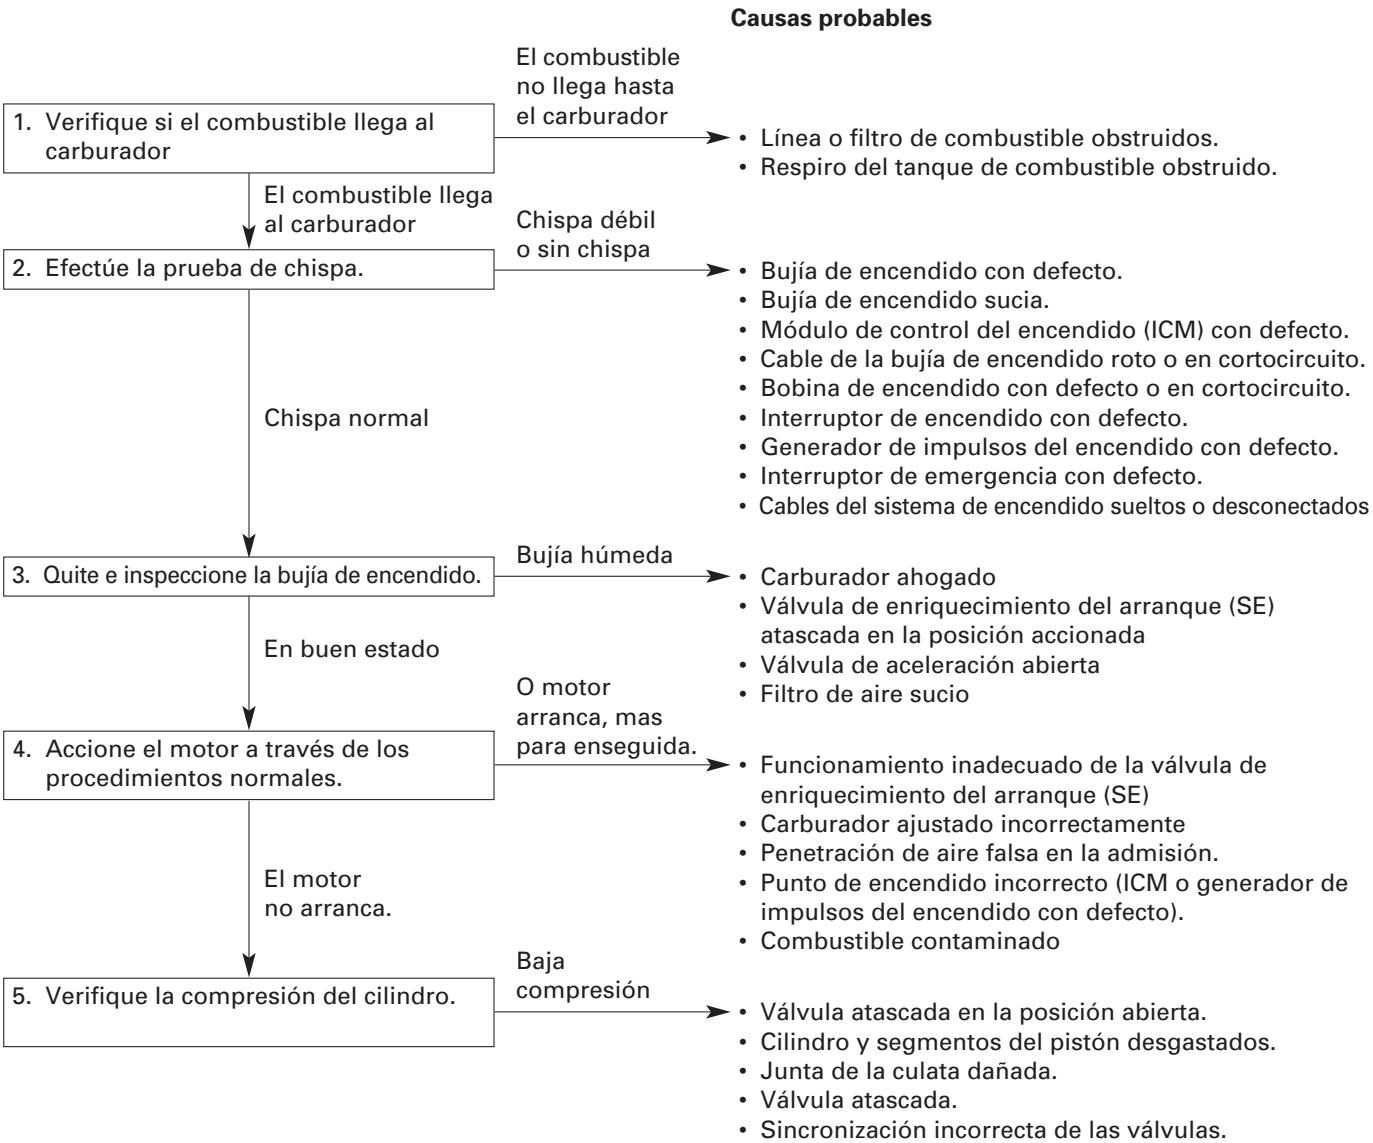 Causas probables
El combustible
no llega hasta
el carburador
1. Verifique si el combustible llega al
carburador
• Línea o filtro de combustible obstruidos.
• Respiro del tanque de combustible obstruido.
El combustible llega
al carburador
Chispa débil
o sin chispa
2. Efectúe la prueba de chispa.
• Bujía de encendido con defecto.
• Bujía de encendido sucia.
• Módulo de control del encendido (ICM) con defecto.
• Cable de la bujía de encendido roto o en cortocircuito.
• Bobina de encendido con defecto o en cortocircuito.
• Interruptor de encendido con defecto.
• Generador de impulsos del encendido con defecto.
• Interruptor de emergencia con defecto.
• Cables del sistema de encendido sueltos o desconectados
Chispa normal
Bujía húmeda
3. Quite e inspeccione la bujía de encendido.
• Carburador ahogado
• Válvula de enriquecimiento del arranque (SE)
atascada en la posición accionada
• Válvula de aceleración abierta
• Filtro de aire sucio
En buen estado
O motor
arranca, mas
para enseguida.
4. Accione el motor a través de los
procedimientos normales.
• Funcionamiento inadecuado de la válvula de
enriquecimiento del arranque (SE)
• Carburador ajustado incorrectamente
• Penetración de aire falsa en la admisión.
• Punto de encendido incorrecto (ICM o generador de
impulsos del encendido con defecto).
• Combustible contaminado
El motor
no arranca.
Baja
compresión
5. Verifique la compresión del cilindro.
• Válvula atascada en la posición abierta.
• Cilindro y segmentos del pistón desgastados.
• Junta de la culata dañada.
• Válvula atascada.
• Sincronización incorrecta de las válvulas.